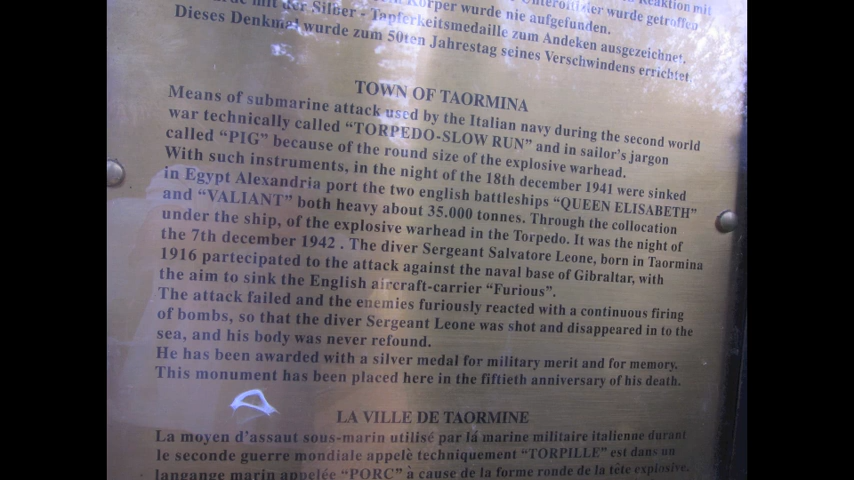 Reaktion mit
Körper wurde nie aufgefunden. Unteroffizier wurde getroffen
mit der Silber - Tapferkeitsmedaille zum Andeken ausgezeichnet.
Dieses Denkmal wurde zum 50ten Jahrestag seines Verschwindens errichtet.
TOWN OF TAORMINA
Means of submarine attack used by the Italian navy during the second world
war technically called “TORPEDO-SLOW RUN” and in sailor's jargon
called “PIG” because of the round size of the explosive warhead.
With such instruments, in the night of the 18th december 1941 were sinked
in Egypt Alexandria port the two english battleships “QUEEN ELISABETH”
and “VALIANT” both heavy about 35.000 tonnes. Through the collocation
under the ship, of the explosive warhead in the Torpedo. It was the night of
the 7th december 1942 . The diver Sergeant Salvatore Leone, born in Taormina
1916 partecipated to the attack against the naval base of Gibraltar, with
the aim to sink the English aircraft-carrier “Furious”.
The attack failed and the enemies furiously reacted with a continuous firing
of bombs, so that the diver Sergeant Leone was shot and disappeared in to the
sea, and his body was never refound.
He has been awarded with a silver medal for military merit and for memory.
This monument has been placed here in the fiftieth anniversary of his death.
LA VILLE DE TAORMINE
La moyen d'assaut sous-marin utilisé par lá marine militaire italienne durant
le seconde guerre mondiale appelè techniquement “TORPILLE” est dans un
langange marin appelée “PORC” à cause de la forme ronde de la tête explosive.